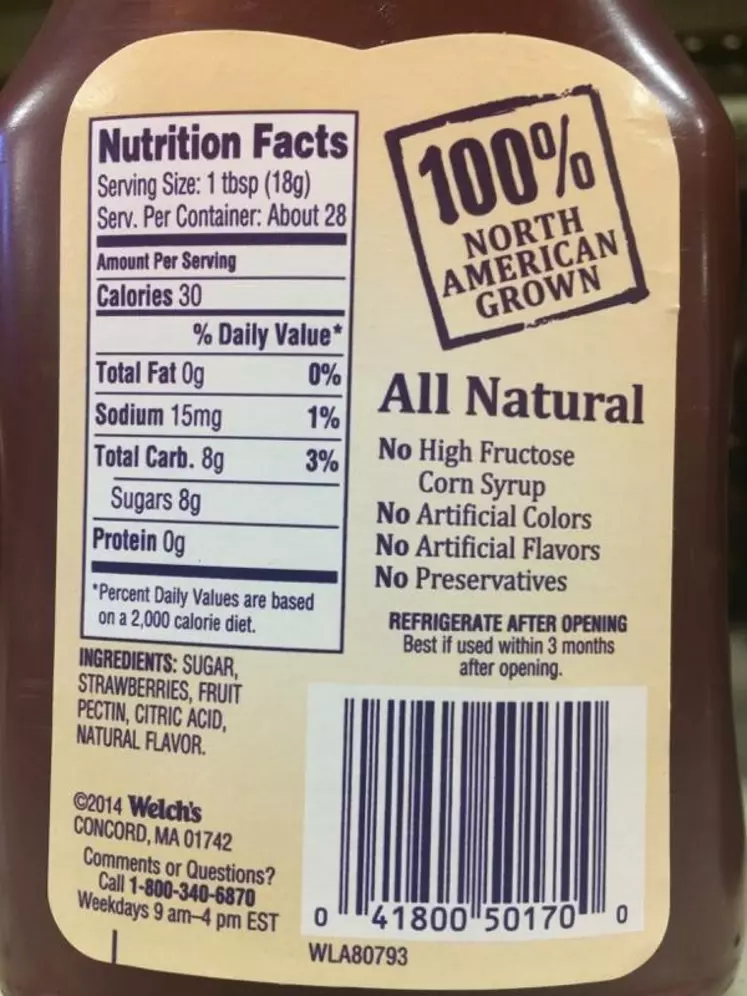 Nutrition Facts
Serving Size: 1 tbsp (18g)
Serv. Per Container: About 28
Amount Per Serving
Calories 30
% Daily Value*
Total Fat 0g 0%
Sodium 15mg 1%
Total Carb. 8g 3%
Sugars 8g
Protein 0g
*Percent Daily Values are based
on a 2,000 calorie diet.
INGREDIENTS: SUGAR,
STRAWBERRIES, FRUIT
PECTIN, CITRIC ACID,
NATURAL FLAVOR.
©2014 Welch's
CONCORD, MA 01742
Comments or Questions?
Call 1-800-340-6870
Weekdays 9 am–4 pm EST
100%
NORTH
AMERICAN
GROWN
All Natural
No High Fructose
Corn Syrup
No Artificial Colors
No Artificial Flavors
No Preservatives
REFRIGERATE AFTER OPENING
Best if used within 3 months
after opening.
0 41800 50170 0
WLA80793